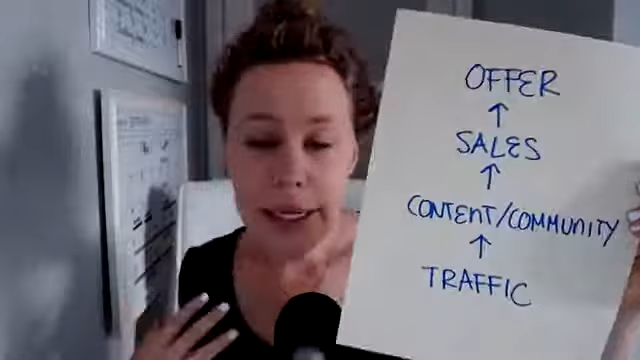 OFFER
↑
SALES
↑
CONTENT/COMMUNITY
↑
TRAFFIC